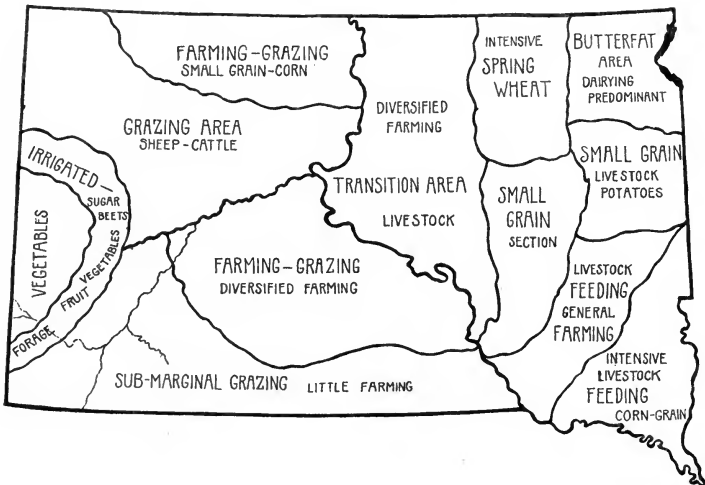 FARMING-GRAZING
SMALL GRAIN-CORN
INTENSIVE
SPRING
WHEAT
BUTTERFAT
AREA
DAIRYING
PREDOMINANT
DIVERSIFIED
FARMING
GRAZING AREA
SHEEP-CATTLE
SMALL GRAIN
LIVESTOCK
POTATOES
IRRIGATED-
SUGAR
BEETS
VEGETABLES
FRUIT
FORAGE
VEGETABLES
TRANSITION AREA
LIVESTOCK
SMALL
GRAIN
SECTION
FARMING-GRAZING
DIVERSIFIED FARMING
LIVESTOCK
FEEDING
GENERAL
FARMING
SUB-MARGINAL GRAZING LITTLE FARMING
INTENSIVE
LIVESTOCK
FEEDING
CORN-GRAIN